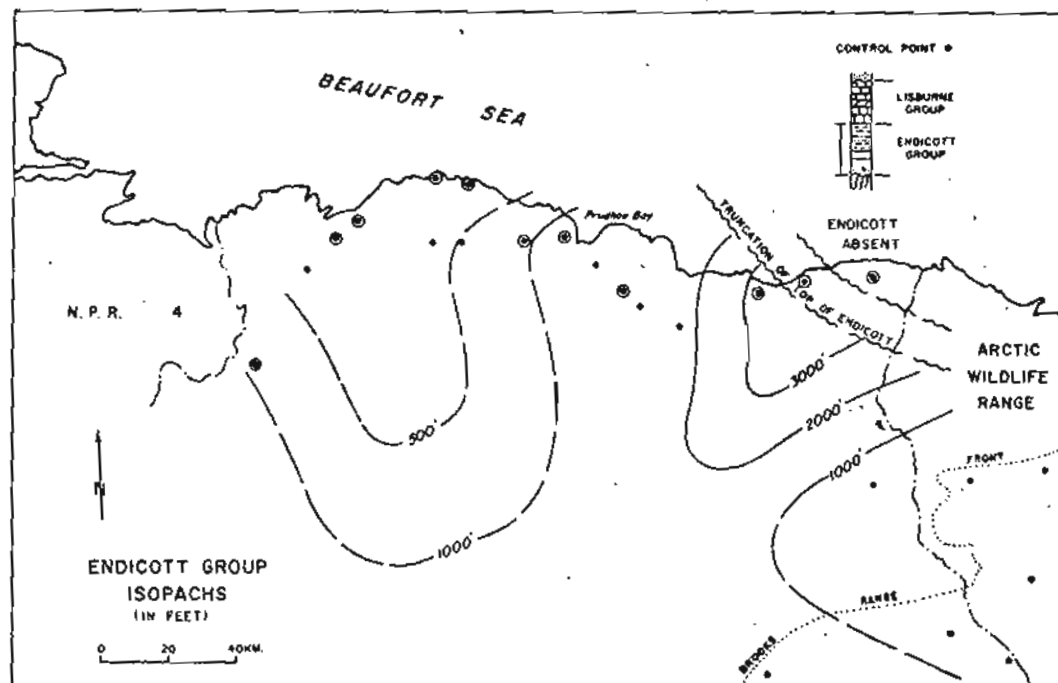 CONTROL POINT
BEAUFORT SEA
LISBURNE
GROUP
ENDICOTT
GROUP
Prudhoe Bay
TRUNCATION OF
TOP OF ENDICOTT
ENDICOTT
ABSENT
N. P. R. 4
ARCTIC
WILDLIFE
RANGE
3000'
2000'
1000'
500'
1000'
FRONT
RANGE
BROOKS
N
ENDICOTT GROUP
ISOPACHS
(IN FEET)
0 20 40KM.